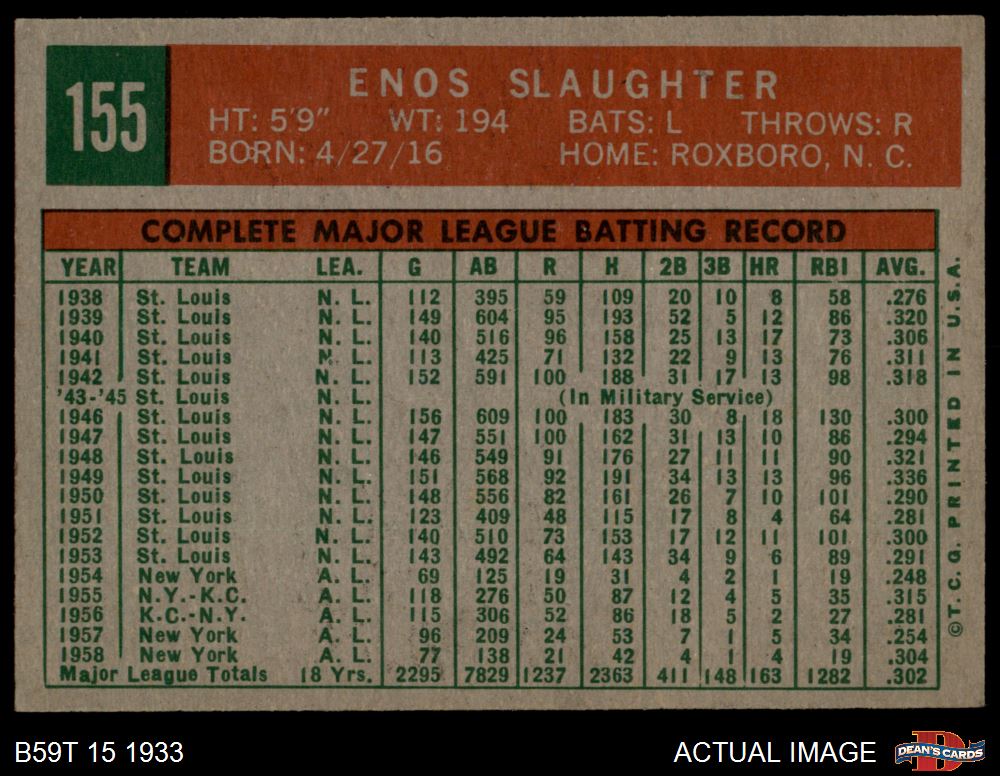 155
ENOS SLAUGHTER
HT: 5'9" WT: 194 BATS: L THROWS: R
BORN: 4/27/16 HOME: ROXBORO, N. C.
COMPLETE MAJOR LEAGUE BATTING RECORD
YEAR TEAM LEA. G AB R H 2B 3B HR RBI AVG.
1938 St. Louis N. L. 112 395 59 109 20 10 8 58 .276
1939 St. Louis N. L. 149 604 95 193 52 5 12 86 .320
1940 St. Louis N. L. 140 516 96 158 25 13 17 73 .306
1941 St. Louis N. L. 113 425 71 132 22 9 13 76 .311
1942 St. Louis N. L. 152 591 100 188 31 17 13 98 .318
'43-'45 St. Louis N. L. (In Military Service)
1946 St. Louis N. L. 156 609 100 183 30 8 18 130 .300
1947 St. Louis N. L. 147 551 100 162 31 13 10 86 .294
1948 St. Louis N. L. 146 549 91 176 27 11 11 90 .321
1949 St. Louis N. L. 151 568 92 191 34 13 13 96 .336
1950 St. Louis N. L. 148 556 82 161 26 7 10 101 .290
1951 St. Louis N. L. 123 409 48 115 17 8 4 64 .281
1952 St. Louis N. L. 140 510 73 153 17 12 11 101 .300
1953 St. Louis N. L. 143 492 64 143 34 9 6 89 .291
1954 New York A. L. 69 125 19 31 4 2 1 19 .248
1955 N.Y.-K.C. A. L. 118 276 50 87 12 4 5 35 .315
1956 K.C.-N.Y. A. L. 115 306 52 86 18 5 2 27 .281
1957 New York A. L. 96 209 24 53 7 1 5 34 .254
1958 New York A. L. 77 138 21 42 4 1 4 19 .304
Major League Totals 18 Yrs. 2295 7829 1237 2363 411 148 163 1282 .302
©T. C. G. PRINTED IN U.S.A.
B59T 15 1933 ACTUAL IMAGE
D
DEAN'S CARDS